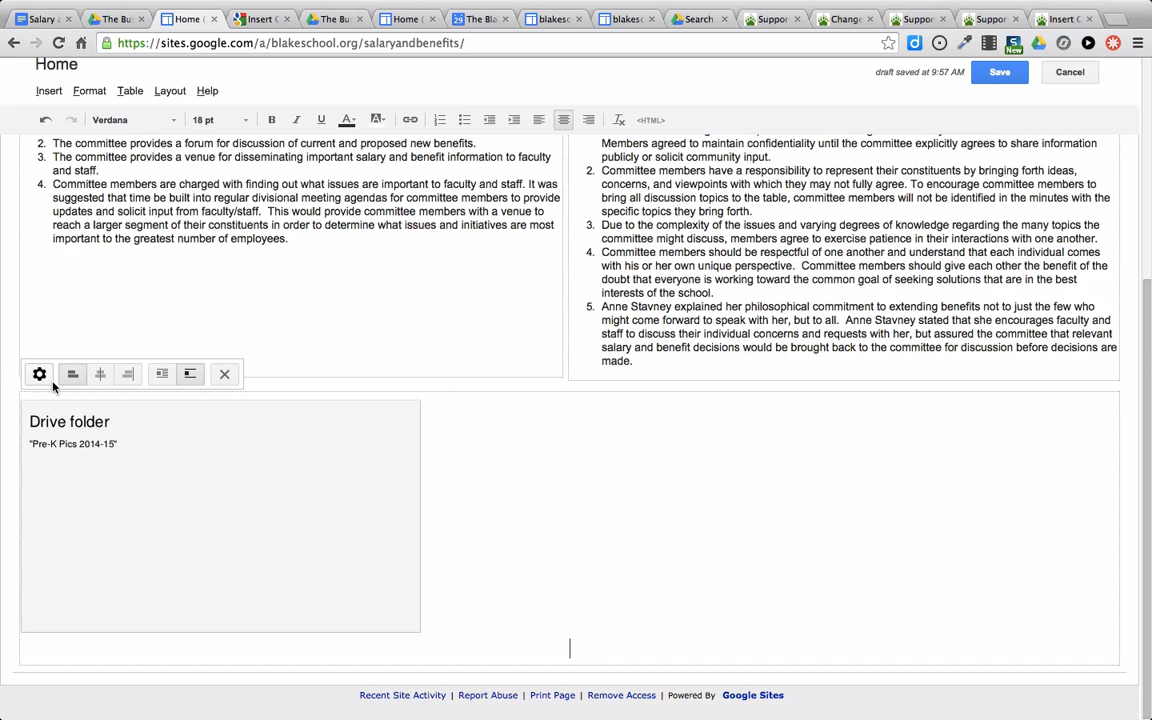 Salary a
The Bus
Home (
Insert C
The Bus
Home (
29 The Bla
blakesc
blakesc
Search
Support
Change
Support
Support
Insert C
https://sites.google.com/a/blakeschool.org/salaryandbenefits/
New
Home
draft saved at 9:57 AM
Save
Cancel
Insert Format Table Layout Help
Verdana 18 pt B I U A A <HTML>
2. The committee provides a forum for discussion of current and proposed new benefits.
3. The committee provides a venue for disseminating important salary and benefit information to faculty
and staff.
4. Committee members are charged with finding out what issues are important to faculty and staff. It was
suggested that time be built into regular divisional meeting agendas for committee members to provide
updates and solicit input from faculty/staff. This would provide committee members with a venue to
reach a larger segment of their constituents in order to determine what issues and initiatives are most
important to the greatest number of employees.
Members agreed to maintain confidentiality until the committee explicitly agrees to share information
publicly or solicit community input.
2. Committee members have a responsibility to represent their constituents by bringing forth ideas,
concerns, and viewpoints with which they may not fully agree. To encourage committee members to
bring all discussion topics to the table, committee members will not be identified in the minutes with the
specific topics they bring forth.
3. Due to the complexity of the issues and varying degrees of knowledge regarding the many topics the
committee might discuss, members agree to exercise patience in their interactions with one another.
4. Committee members should be respectful of one another and understand that each individual comes
with his or her own unique perspective. Committee members should give each other the benefit of the
doubt that everyone is working toward the common goal of seeking solutions that are in the best
interests of the school.
5. Anne Stavney explained her philosophical commitment to extending benefits not to just the few who
might come forward to speak with her, but to all. Anne Stavney stated that she encourages faculty and
staff to discuss their individual concerns and requests with her, but assured the committee that relevant
salary and benefit decisions would be brought back to the committee for discussion before decisions are
made.
Drive folder
"Pre-K Pics 2014-15"
Recent Site Activity | Report Abuse | Print Page | Remove Access | Powered By Google Sites